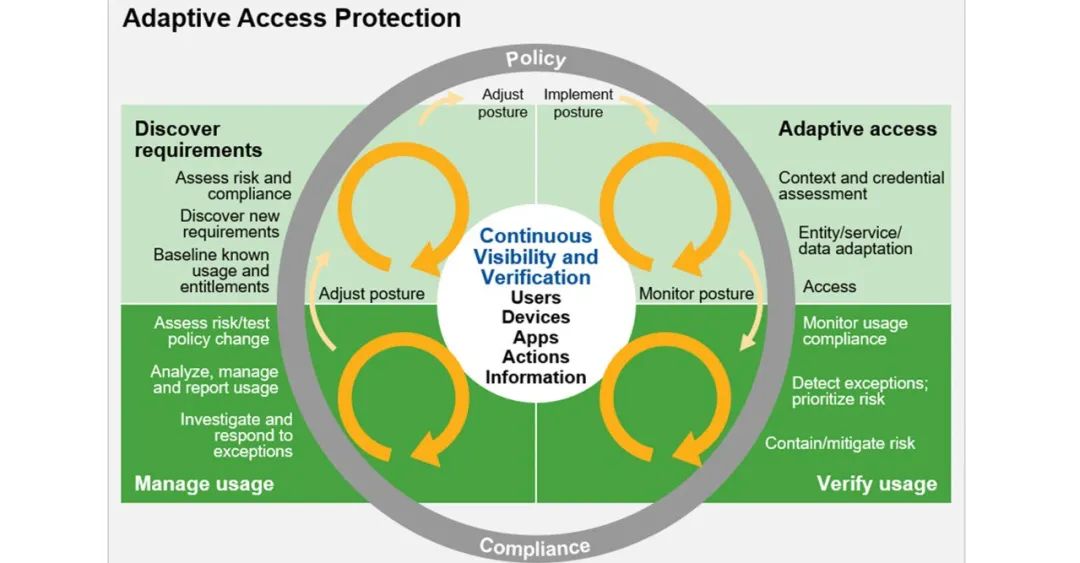 Adaptive Access Protection
Policy
Adjust
posture
Implement
posture
Discover
requirements
Assess risk and
compliance
Discover new
requirements
Baseline known
usage and
entitlements
Adaptive access
Context and credential
assessment
Entity/service/
data adaptation
Access
Continuous
Visibility and
Verification
Users
Devices
Apps
Actions
Information
Adjust posture
Monitor posture
Assess risk/test
policy change
Analyze, manage
and report usage
Investigate and
respond to
exceptions
Manage usage
Monitor usage
compliance
Detect exceptions;
prioritize risk
Contain/mitigate risk
Verify usage
Compliance